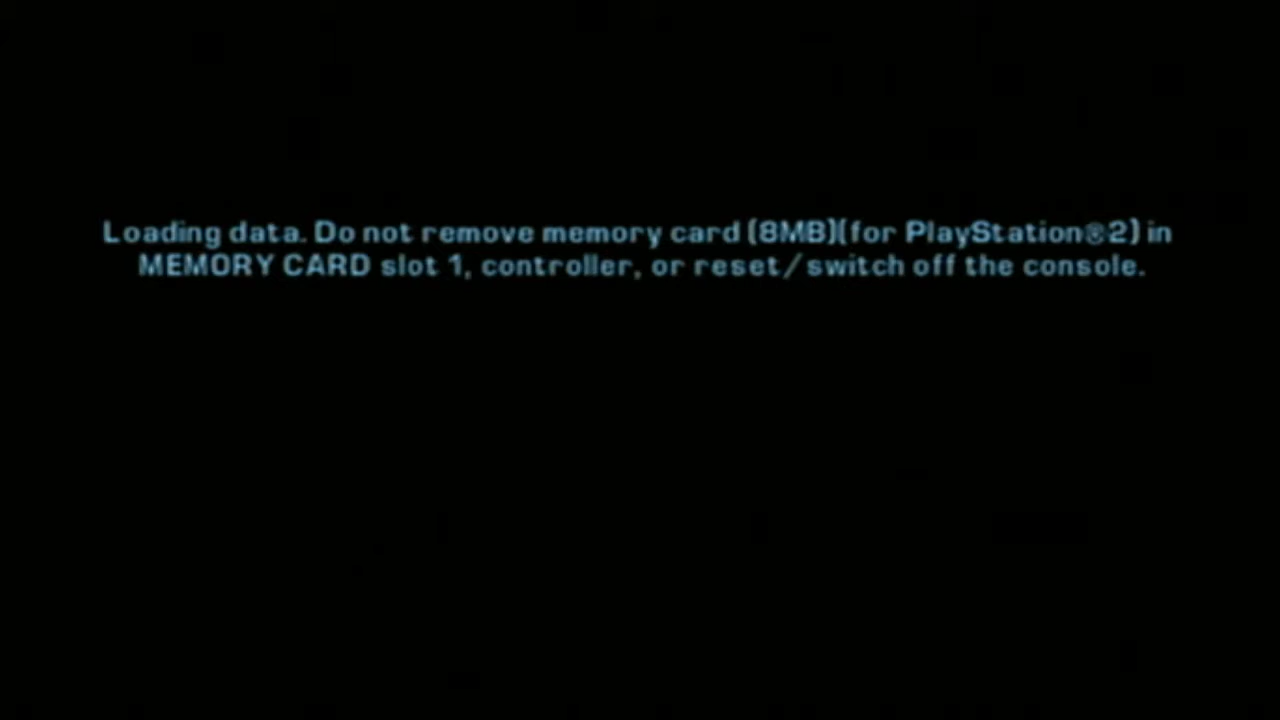 Loading data. Do not remove memory card (8MB)(for PlayStation®2) in
MEMORY CARD slot 1, controller, or reset/switch off the console.